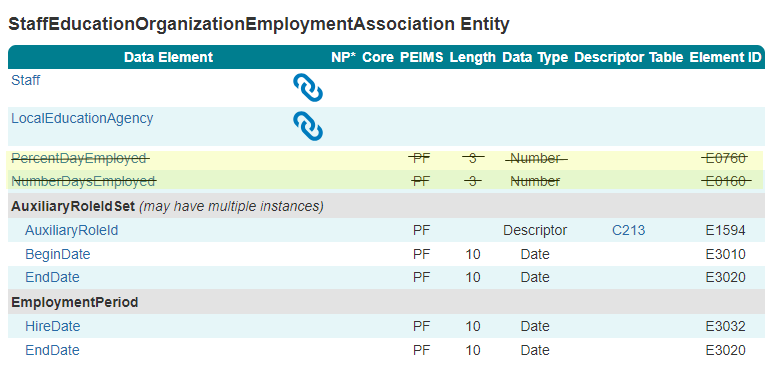 StaffEducationOrganizationEmploymentAssociation Entity
Data Element NP* Core PEIMS Length Data Type Descriptor Table Element ID
Staff
LocalEducationAgency
PercentDayEmployed PF 3 Number E0760
NumberDaysEmployed PF 3 Number E0160
AuxiliaryRoleIdSet (may have multiple instances)
AuxiliaryRoleId PF Descriptor C213 E1594
BeginDate PF 10 Date E3010
EndDate PF 10 Date E3020
EmploymentPeriod
HireDate PF 10 Date E3032
EndDate PF 10 Date E3020